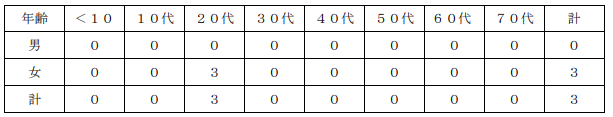 年齢 ＜１０ １０代 ２０代 ３０代 ４０代 ５０代 ６０代 ７０代 計
男 ０ ０ ０ ０ ０ ０ ０ ０ ０
女 ０ ０ ３ ０ ０ ０ ０ ０ ３
計 ０ ０ ３ ０ ０ ０ ０ ０ ３